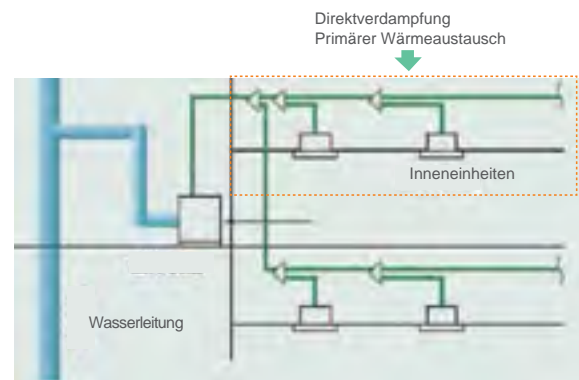 Direktverdampfung
Primärer Wärmeaustausch
Inneneinheiten
Wasserleitung